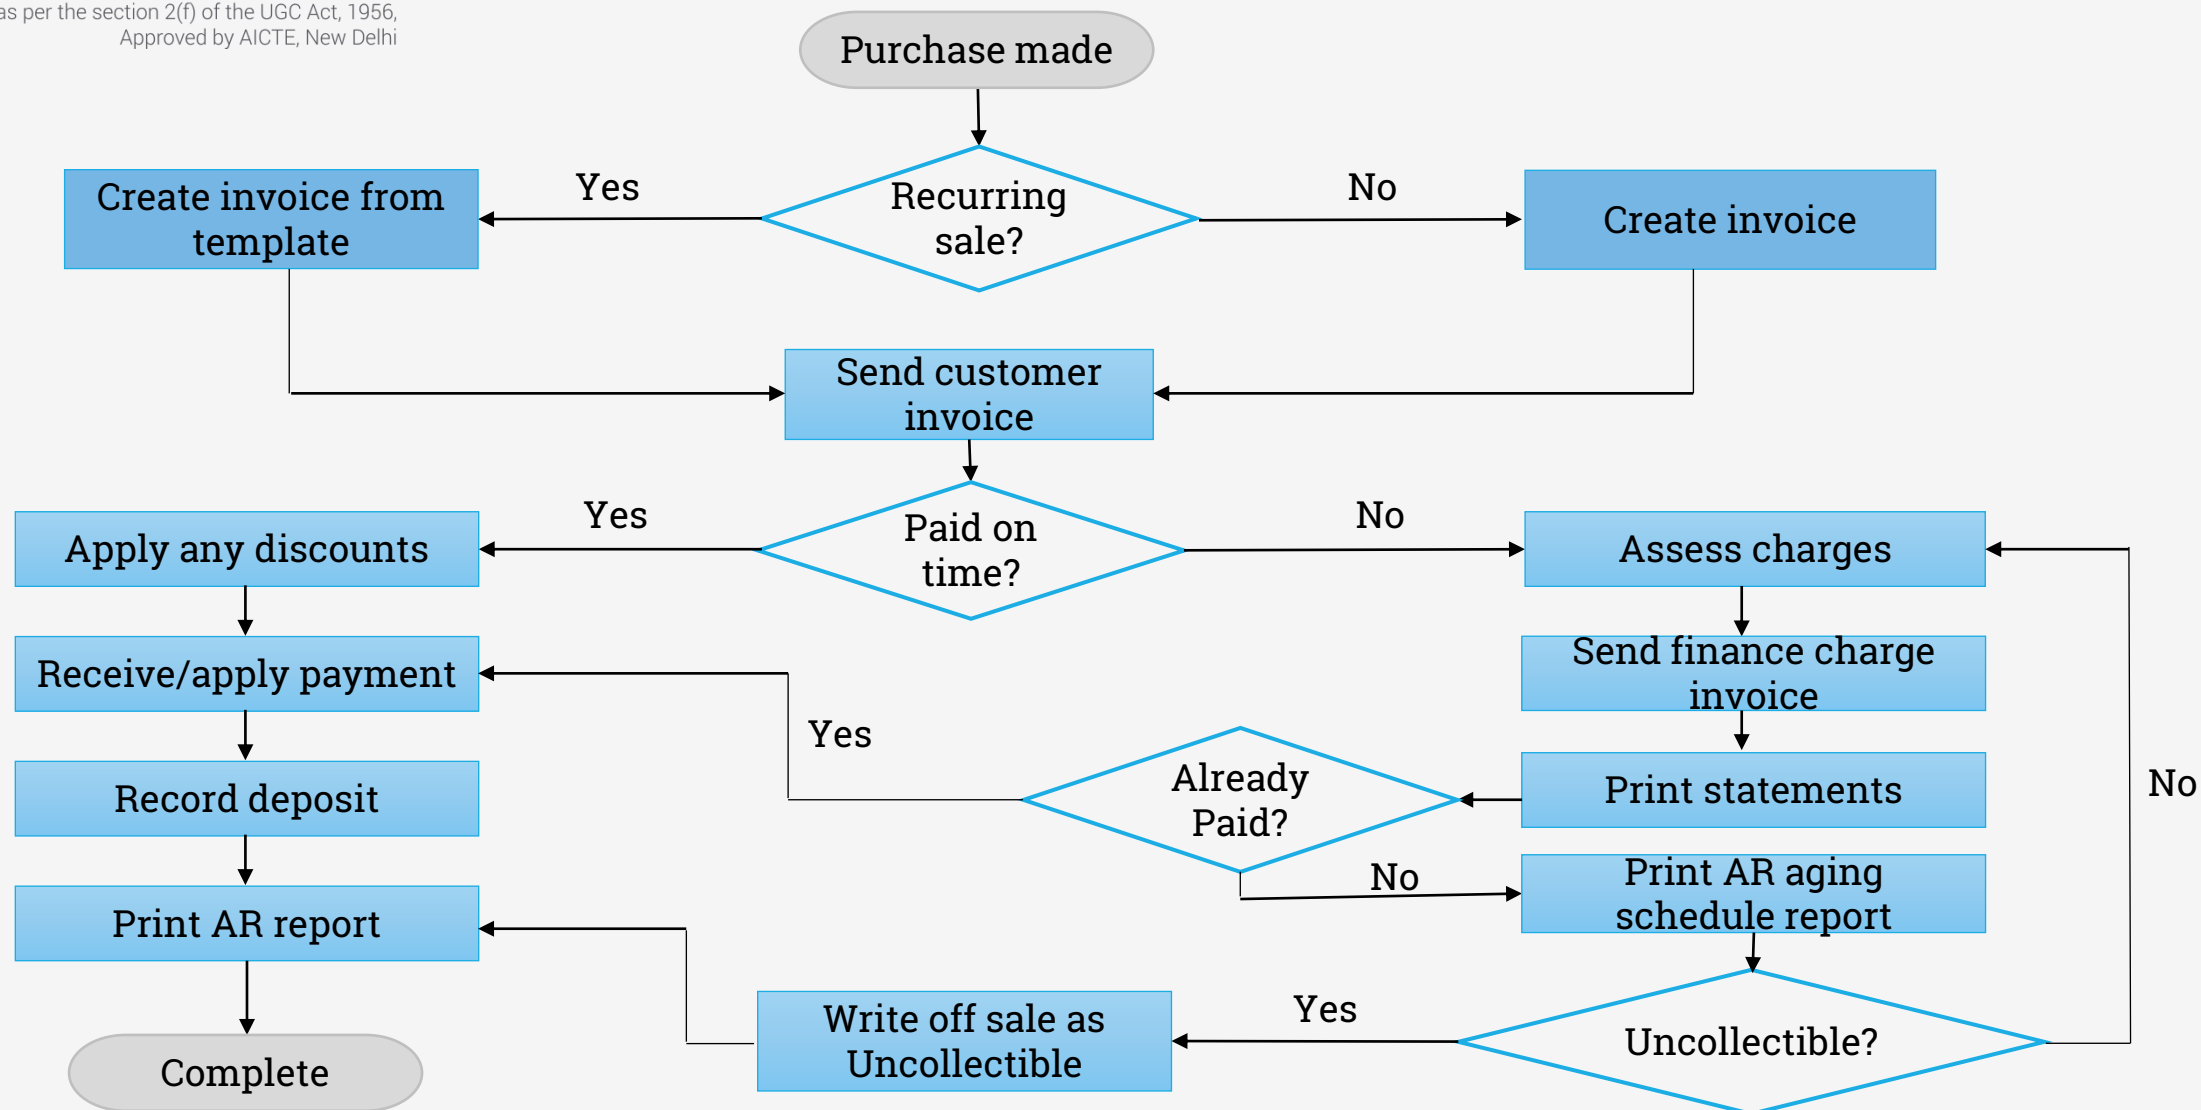 as per the section 2(f) of the UGC Act, 1956,
Approved by AICTE, New Delhi
Purchase made
Yes
Recurring
sale?
No
Create invoice from
template
Create invoice
Send customer
invoice
Yes
Paid on
time?
No
Apply any discounts
Assess charges
Receive/apply payment
Send finance charge
invoice
Yes
Already
Paid?
Print statements
No
Record deposit
No
Print AR aging
schedule report
Print AR report
Write off sale as
Uncollectible
Yes
Uncollectible?
Complete